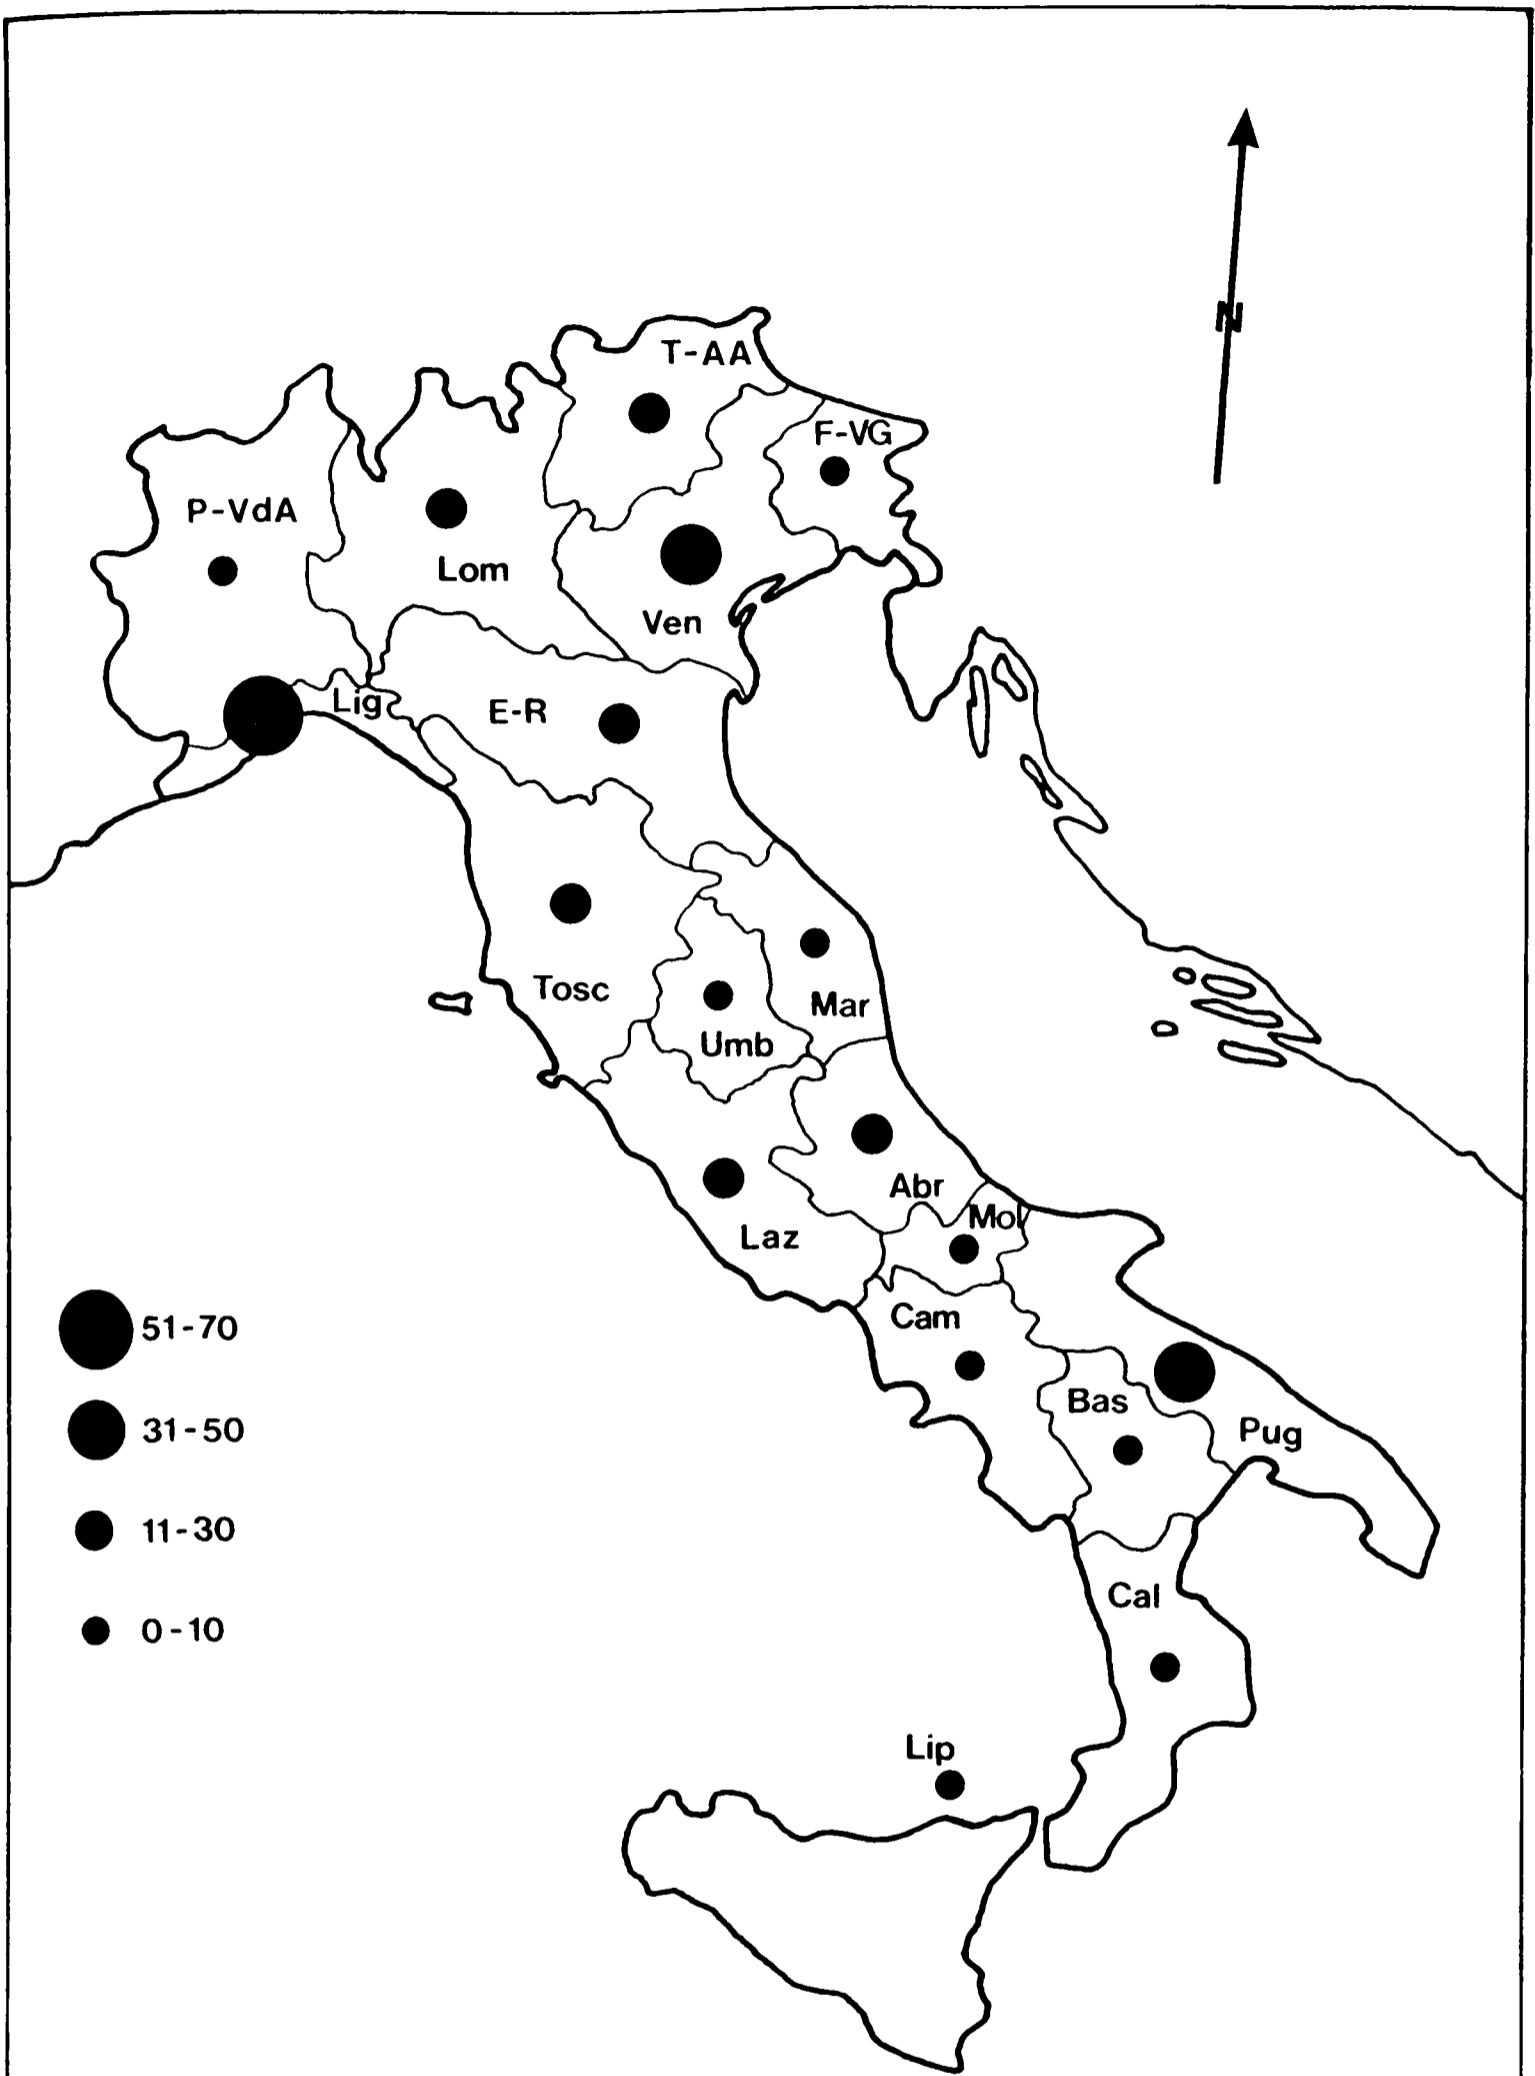 N
T-AA
F-VG
P-VdA
Lom
Ven
Lig
E-R
Tosc
Mar
Umb
Abr
Mol
Laz
Cam
Bas
Pug
Cal
Lip
51-70
31-50
11-30
0-10